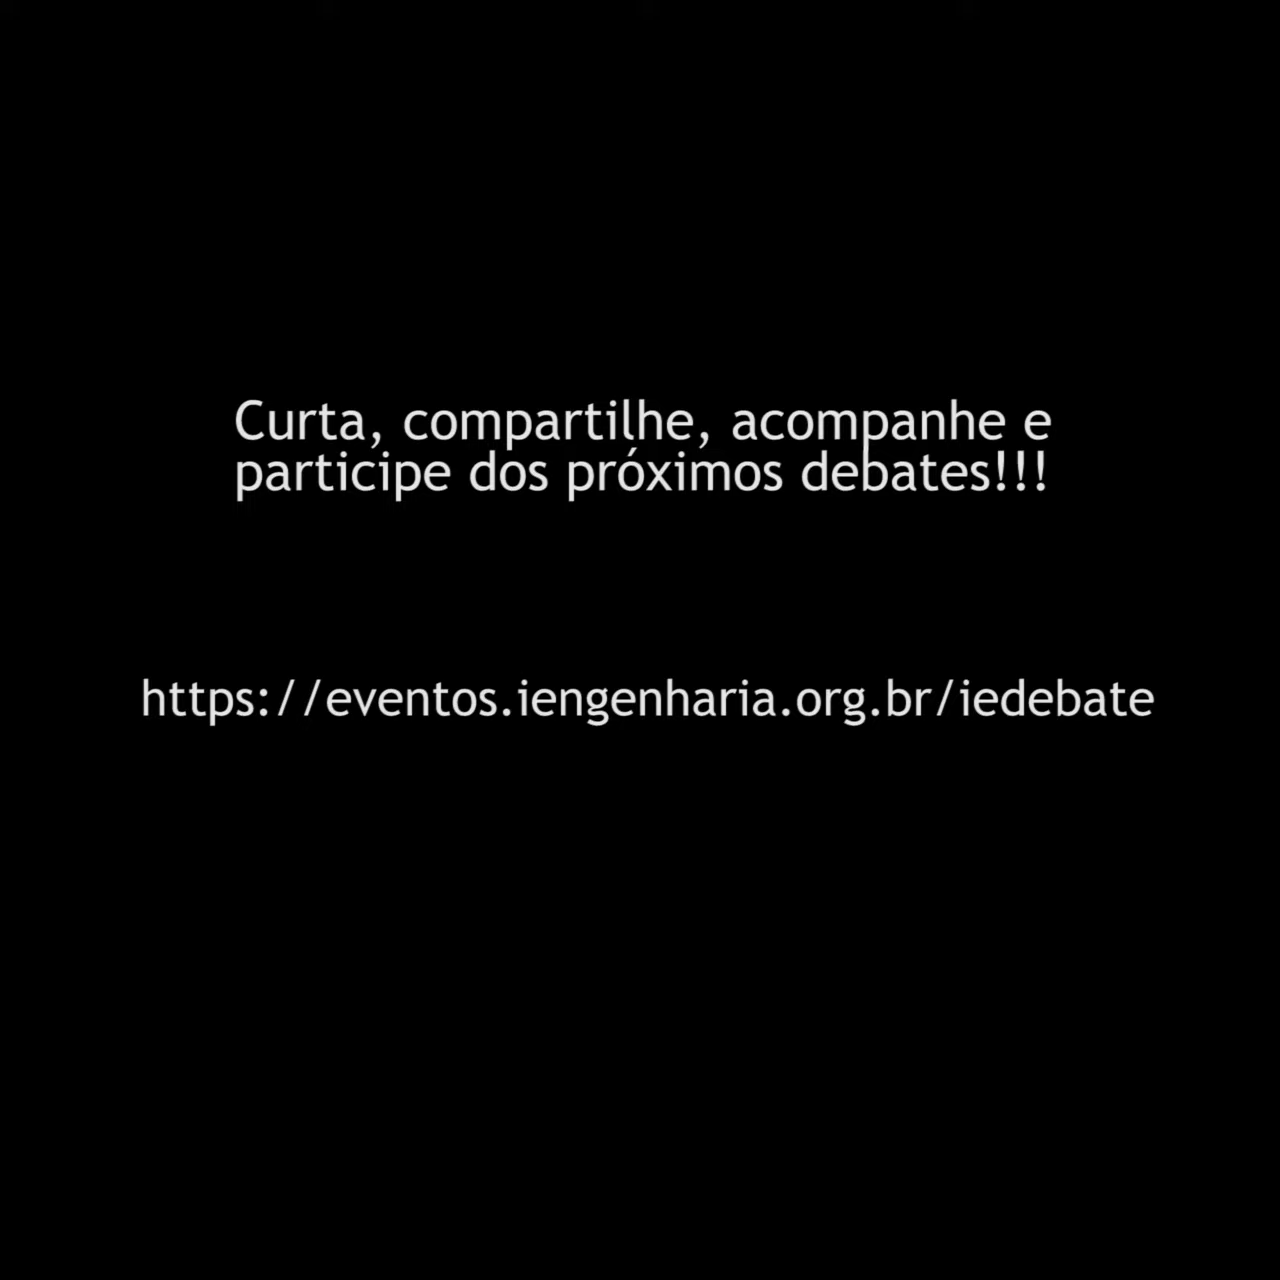 Curta, compartilhe, acompanhe e
participe dos próximos debates!!!
https://eventos.iengenharia.org.br/iedebate